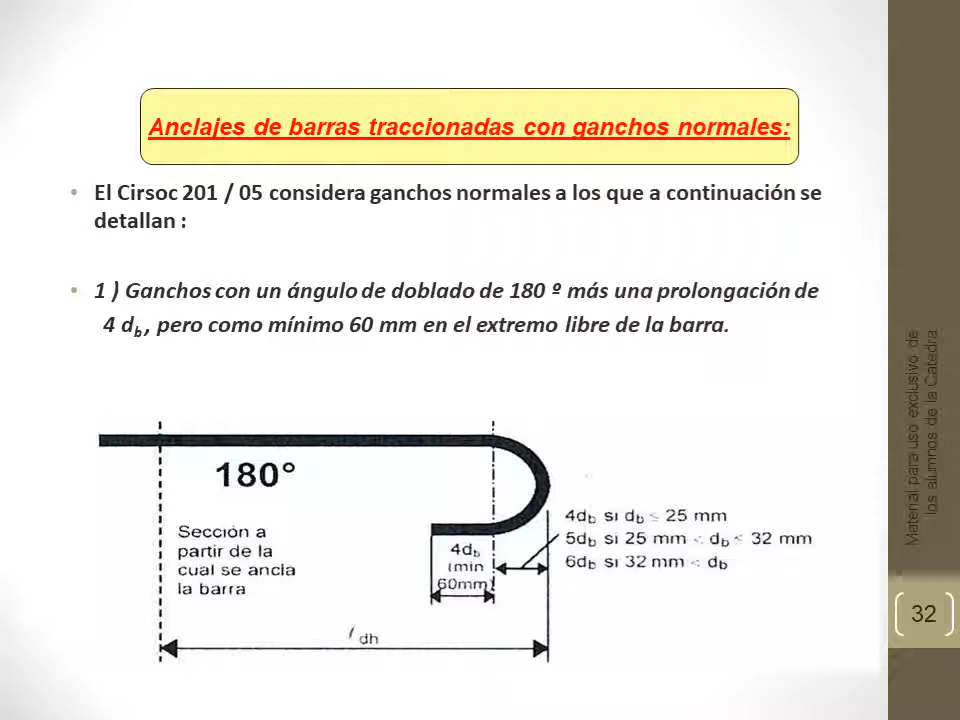 Anclajes de barras traccionadas con ganchos normales:
• El Cirsoc 201 / 05 considera ganchos normales a los que a continuación se
detallan :
• 1 ) Ganchos con un ángulo de doblado de 180 º más una prolongación de
4 db , pero como mínimo 60 mm en el extremo libre de la barra.
180°
Sección a
partir de la
cual se ancla
la barra
4db
(min
60mm)
4db si db ≤ 25 mm
5db si 25 mm < db ≤ 32 mm
6db si 32 mm < db
ℓdh
Material para uso exclusivo de
los alumnos de la Catedra
32